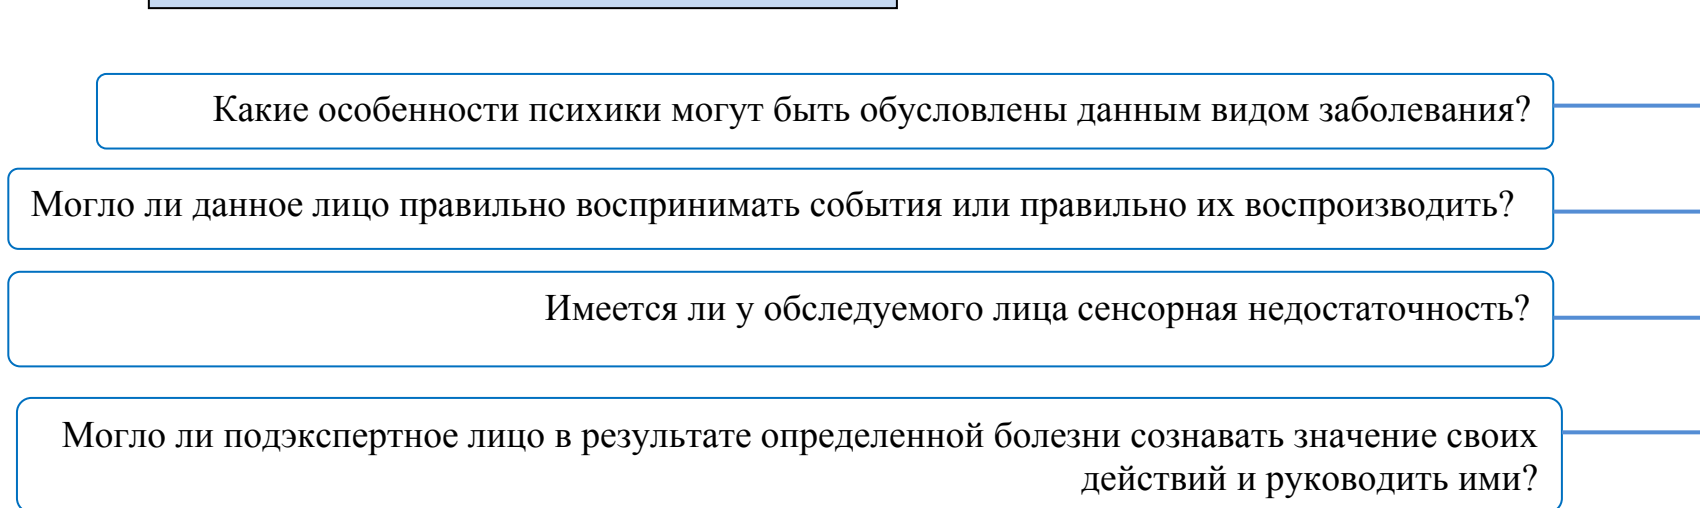 Какие особенности психики могут быть обусловлены данным видом заболевания?
Могло ли данное лицо правильно воспринимать события или правильно их воспроизводить?
Имеется ли у обследуемого лица сенсорная недостаточность?
Могло ли подэкспертное лицо в результате определенной болезни сознавать значение своих
действий и руководить ими?